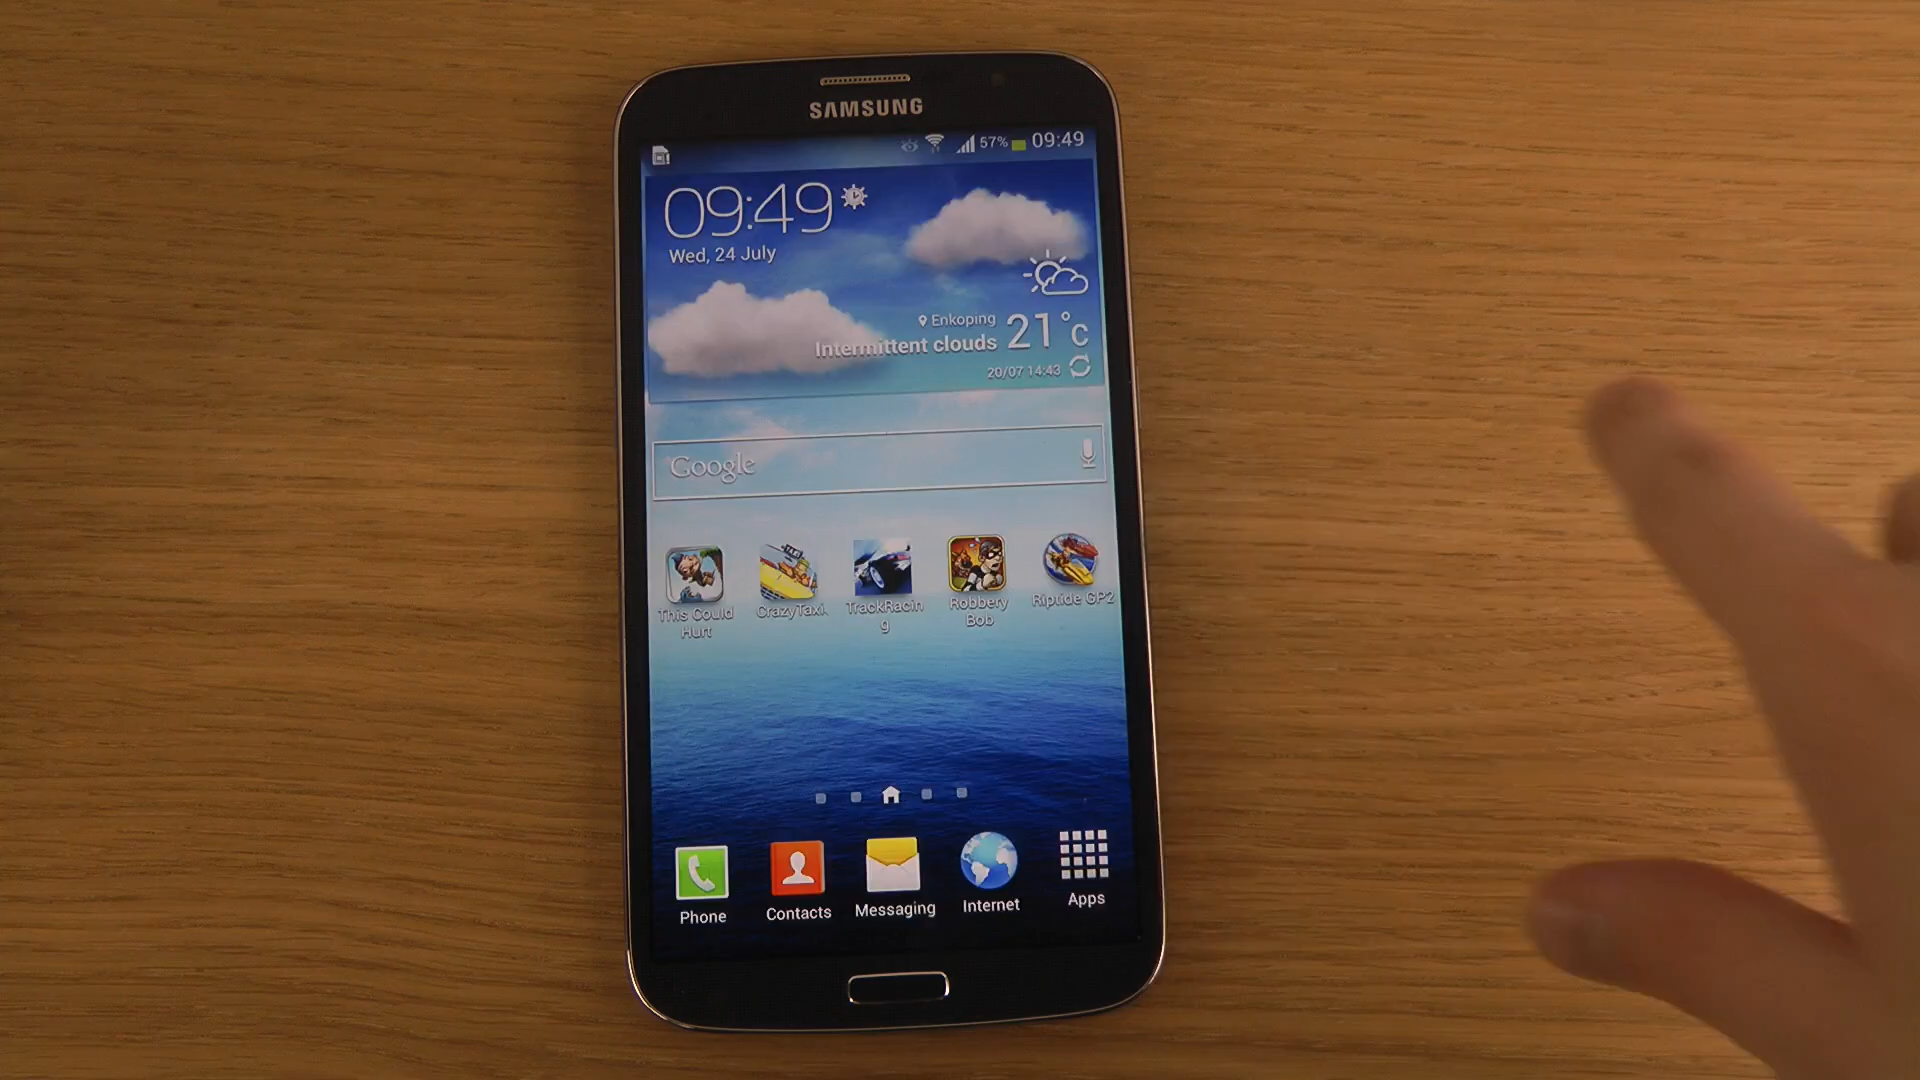 SAMSUNG
57% 09:49
09:49
Wed, 24 July
Enkoping
21°c
Intermittent clouds
20/07 14:43
Google
This Could
Hurt
CrazyTaxi
TrackRacin
g
Robbery
Bob
Riptide GP2
Phone
Contacts
Messaging
Internet
Apps